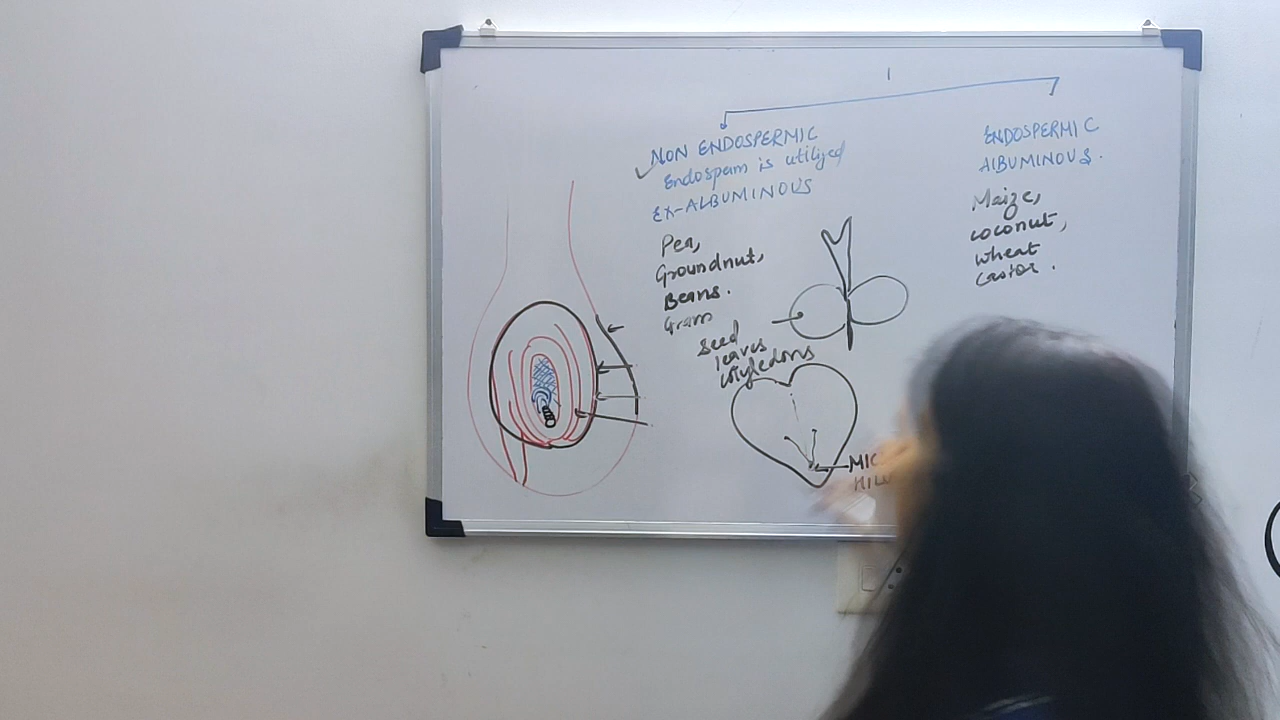 NON ENDOSPERMIC
Endosperm is utilized
EX-ALBUMINOUS
Pea,
Groundnut,
Beans.
Gram
seed
leaves
cotyledons
ENDOSPERMIC
AlBUMINOUS.
Maize,
coconut,
wheat
castor.